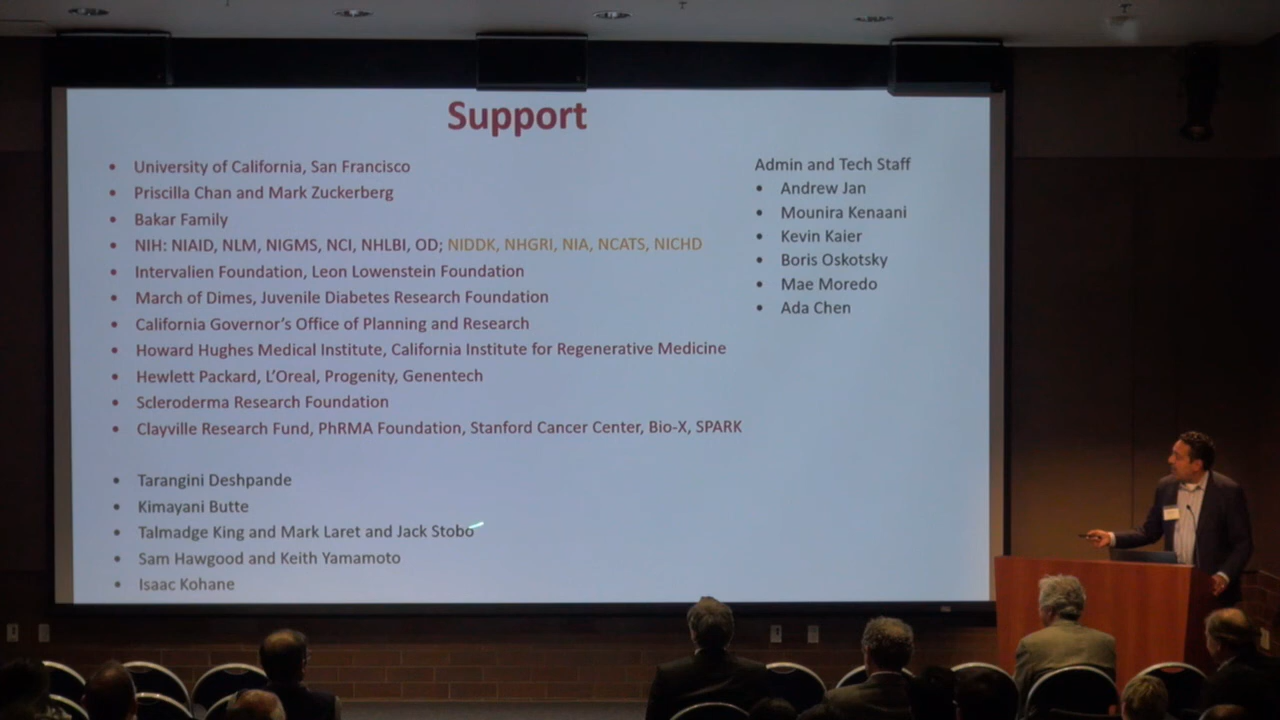 Support
• University of California, San Francisco
• Priscilla Chan and Mark Zuckerberg
• Bakar Family
• NIH: NIAID, NLM, NIGMS, NCI, NHLBI, OD; NIDDK, NHGRI, NIA, NCATS, NICHD
• Intervalien Foundation, Leon Lowenstein Foundation
• March of Dimes, Juvenile Diabetes Research Foundation
• California Governor's Office of Planning and Research
• Howard Hughes Medical Institute, California Institute for Regenerative Medicine
• Hewlett Packard, L'Oreal, Progenity, Genentech
• Scleroderma Research Foundation
• Clayville Research Fund, PhRMA Foundation, Stanford Cancer Center, Bio-X, SPARK
• Tarangini Deshpande
• Kimayani Butte
• Talmadge King and Mark Laret and Jack Stobo
• Sam Hawgood and Keith Yamamoto
• Isaac Kohane
Admin and Tech Staff
• Andrew Jan
• Mounira Kenaani
• Kevin Kaier
• Boris Oskotsky
• Mae Moredo
• Ada Chen